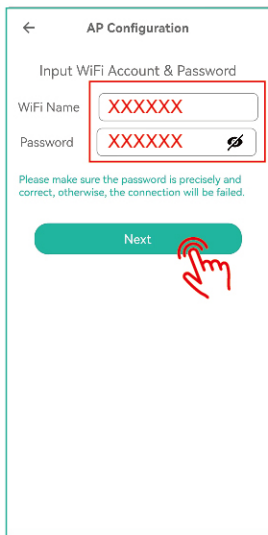 AP Configuration
Input WiFi Account & Password
WiFi Name XXXXXX
Password XXXXXX
Please make sure the password is precisely and
correct, otherwise, the connection will be failed.
Next